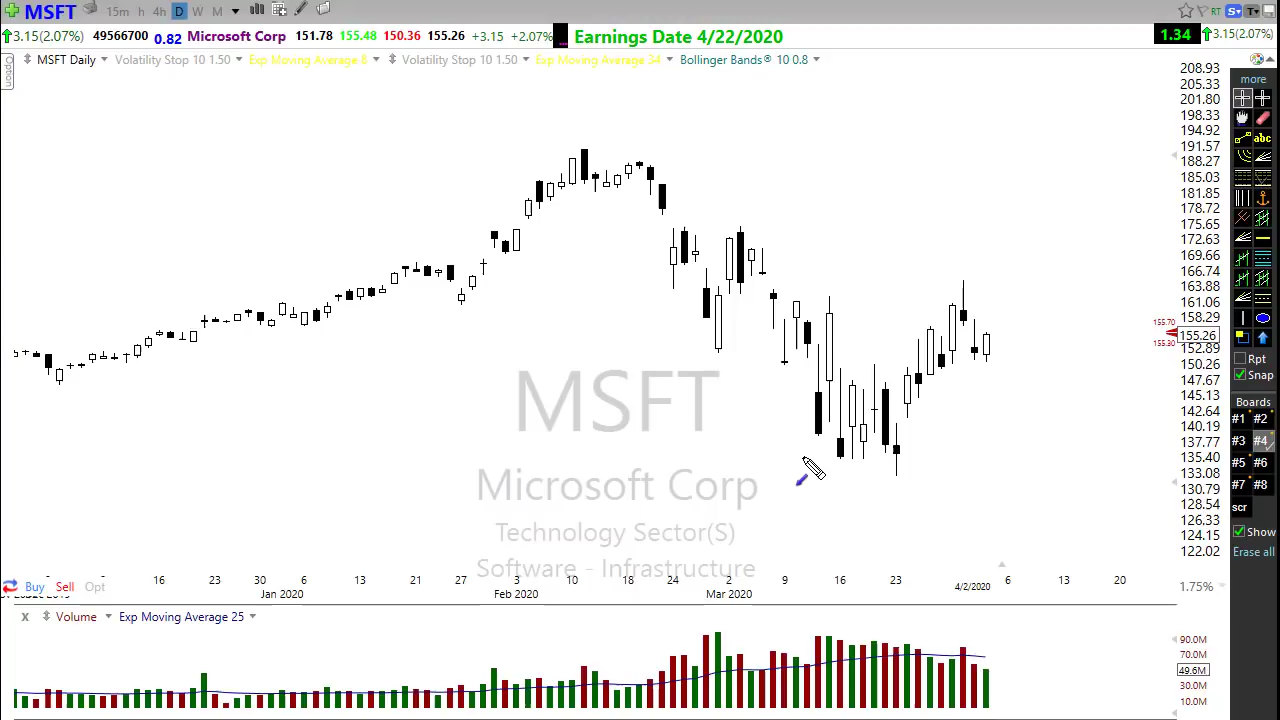 MSFT 15m h 4h D W M RT S T
3.15(2.07%) 49566700 0.82 Microsoft Corp 151.78 155.48 150.36 155.26 +3.15 +2.07% Earnings Date 4/22/2020 1.34 3.15(2.07%)
Option
MSFT Daily Volatility Stop 10 1.50 Exp Moving Average 8 Volatility Stop 10 1.50 Exp Moving Average 34 Bollinger Bands® 10 0.8
208.93
205.33
201.80
198.33
194.92
191.57
188.27
185.03
181.85
178.72
175.65
172.63
169.66
166.74
163.88
161.06
158.29
155.70
155.26
155.30
152.89
150.26
147.67
145.13
142.64
140.19
137.77
135.40
133.08
130.79
128.54
126.33
124.15
122.02
more
abc
Rpt
Snap
Boards
#1 #2
#3 #4
#5 #6
#7 #8
scr
Show
Erase all
MSFT
Microsoft Corp
Technology Sector(S)
Software - Infrastructure
16 23 30 6 13 21 27 3 10 18 24 2 9 16 23 4/2/2020 6 13 20
Jan 2020 Feb 2020 Mar 2020
Buy Sell Opt 1.75%
x Volume Exp Moving Average 25
90.0M
70.0M
49.6M
30.0M
10.0M